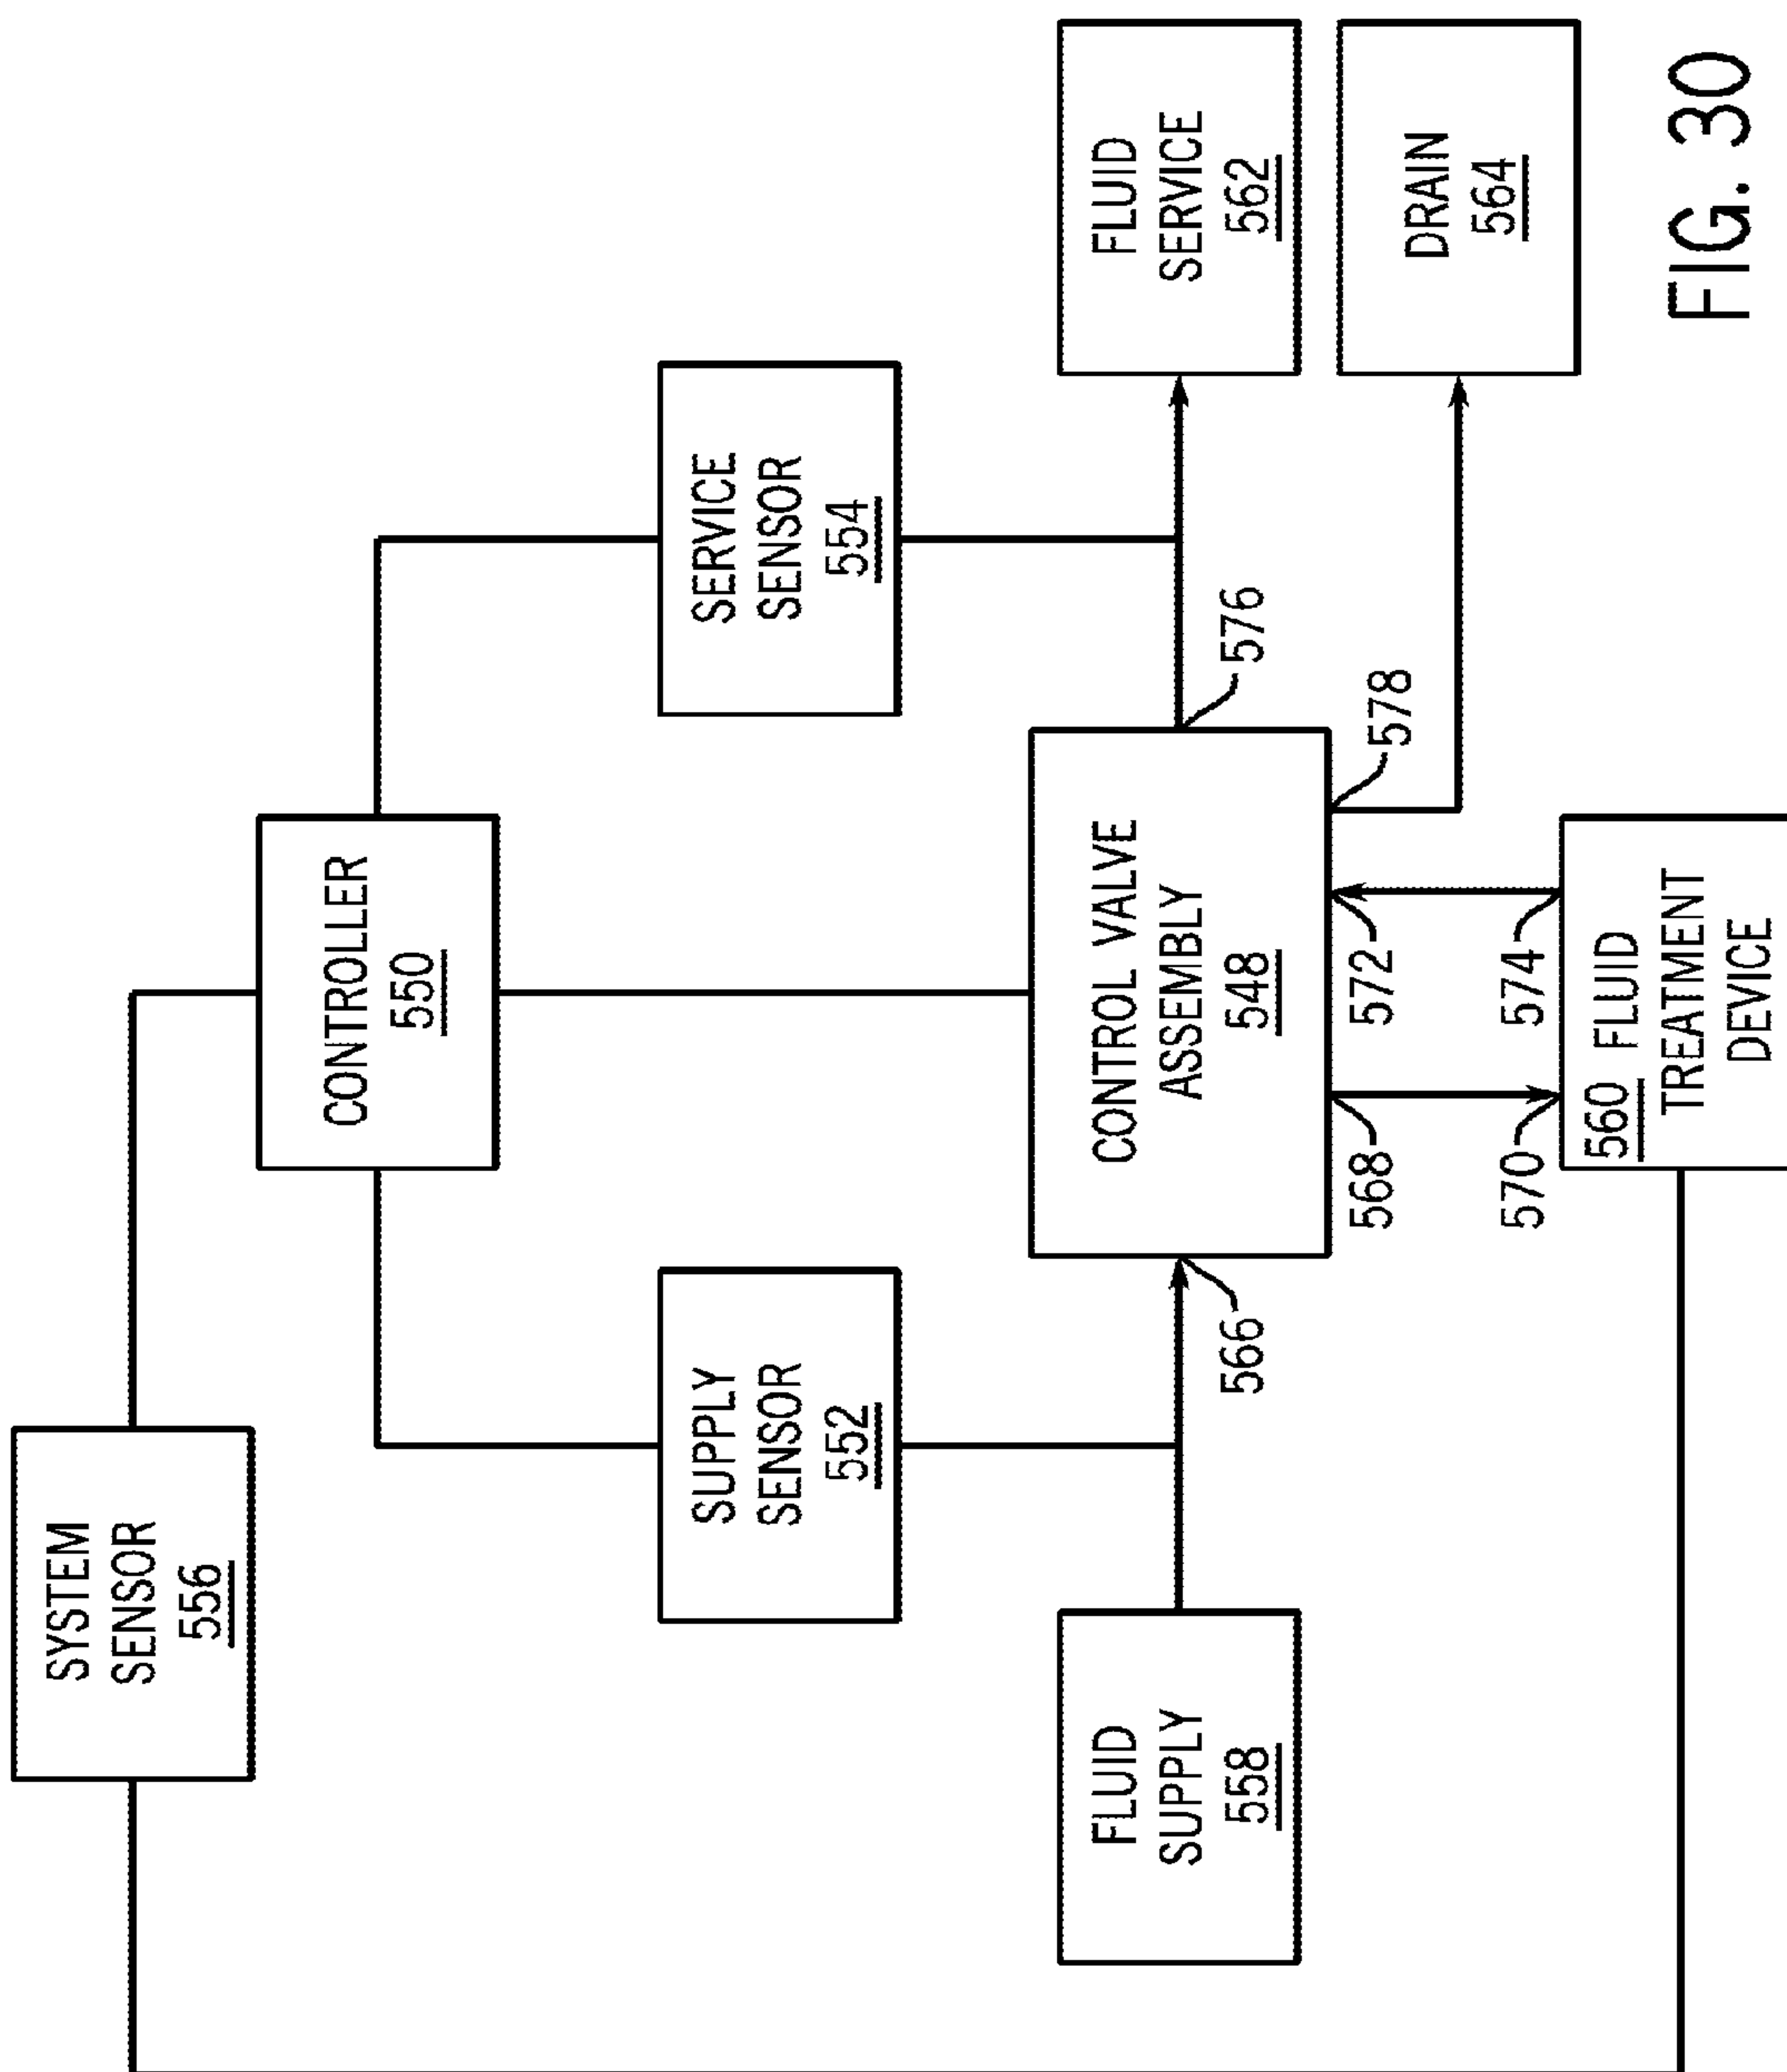 SYSTEM
SENSOR
556
CONTROLLER
550
SUPPLY
SENSOR
552
SERVICE
SENSOR
554
FLUID
SUPPLY
558
566
CONTROL VALVE
ASSEMBLY
548
576
FLUID
SERVICE
562
568
572
578
DRAIN
564
570
574
560 FLUID
TREATMENT
DEVICE
FIG. 30